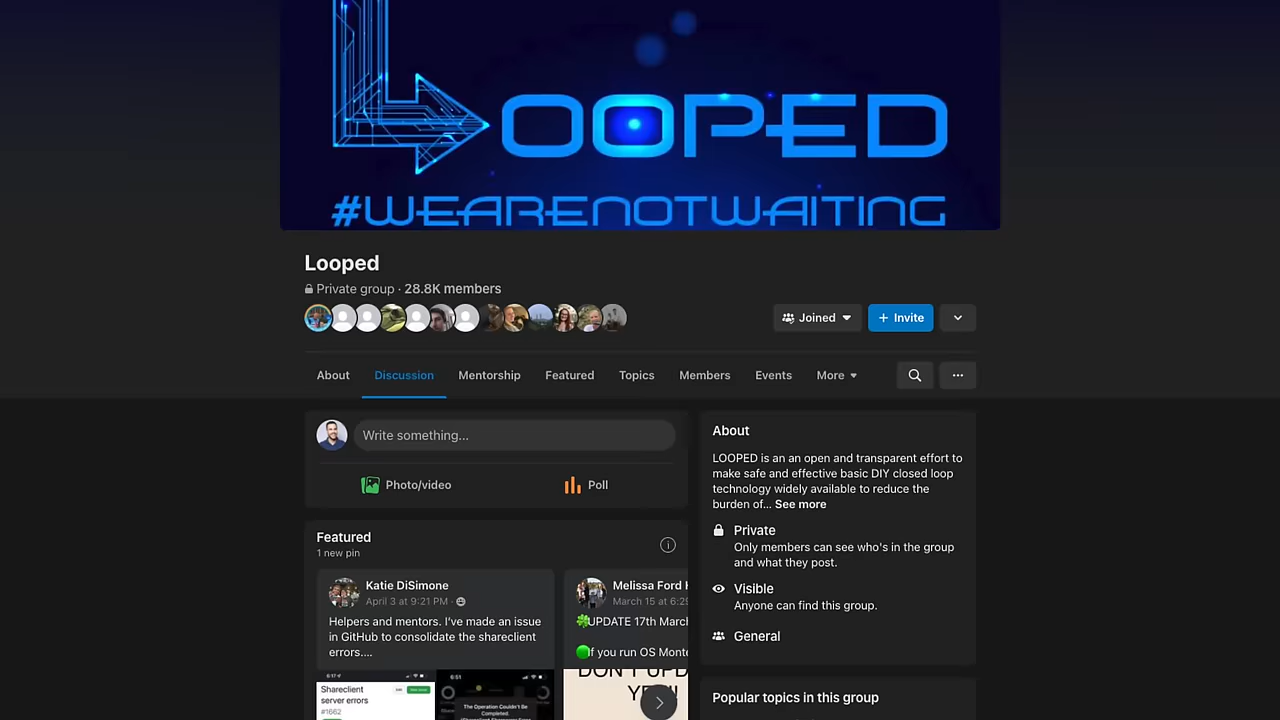 LOOPED
#WEARENOTWAITING
Looped
Private group · 28.8K members
Joined
+ Invite
About
Discussion
Mentorship
Featured
Topics
Members
Events
More
Write something...
Photo/video
Poll
Featured
1 new pin
Katie DiSimone
April 3 at 9:21 PM ·
Helpers and mentors. I've made an issue
in GitHub to consolidate the shareclient
errors....
Shareclient
server errors
#1662
6:51
The Operation Couldn't Be
Completed.
Melissa Ford
March 15 at 6:2
UPDATE 17th March
If you run OS Monte
DON'T UPD
About
LOOPED is an an open and transparent effort to
make safe and effective basic DIY closed loop
technology widely available to reduce the
burden of... See more
Private
Only members can see who's in the group
and what they post.
Visible
Anyone can find this group.
General
Popular topics in this group